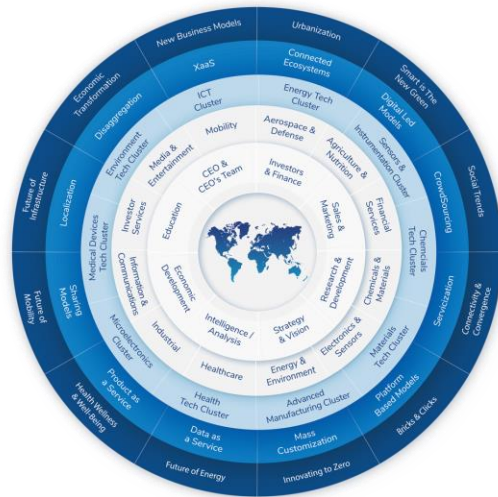 New Business Models
Urbanization
Smart is The
New Green
Social Trends
Connectivity &
Convergence
Bricks & Clicks
Innovating to Zero
Future of Energy
Health Wellness
& Well-Being
Future of
Mobility
Future of
Infrastructure
Economic
Transformation
XaaS
Connected
Ecosystems
Digital Led
Models
CrowdSourcing
Servicization
Platform
Based Models
Mass
Customization
Data as
a Service
Product as
a Service
Sharing
Models
Localization
Disaggregation
ICT
Cluster
Energy Tech
Cluster
Sensors &
Instrumentation Cluster
Chemcials
Tech Cluster
Materials
Tech Cluster
Advanced
Manufacturing Cluster
Health
Tech Cluster
Microelectronics
Cluster
Medical Devices
Tech Cluster
Environment
Tech Cluster
Mobility
Aerospace &
Defense
Agriculture &
Nutrition
Financial
Services
Chemicals &
Materials
Electronics &
Sensors
Energy &
Environment
Healthcare
Industrial
Information &
Communications
Investor
Services
Media &
Entertainment
CEO &
CEO's Team
Investors
& Finance
Sales &
Marketing
Research &
Development
Strategy
& Vision
Intelligence /
Analysis
Economic
Development
Education